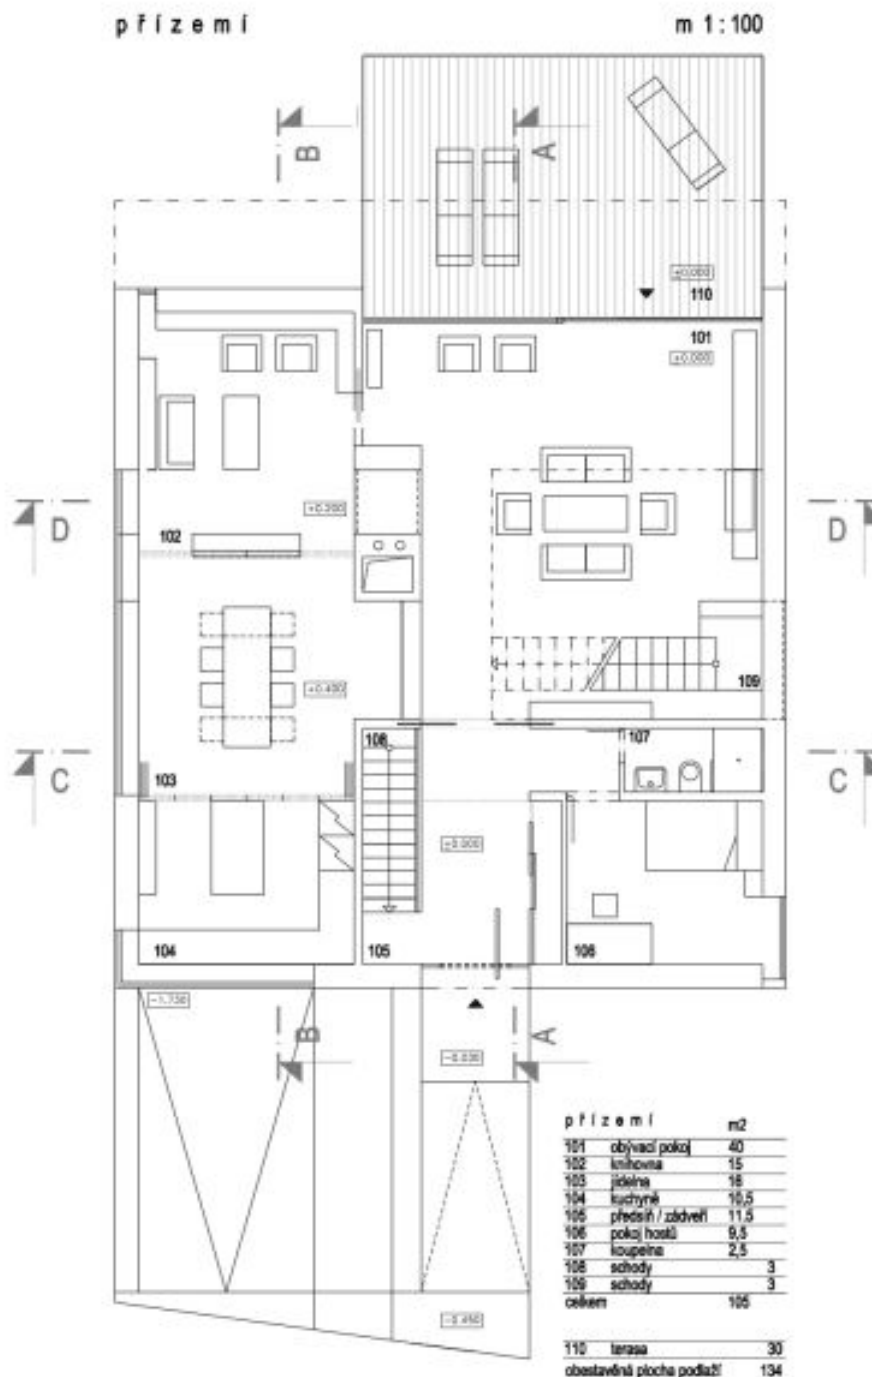 přízemí
m 1:100
B
A
±0.000
110
101
±0.000
D
+0.200
D
102
+0.400
109
108
107
C
103
C
±0.000
104
105
106
-1.730
B
A
-0.030
-0.450
přízemí m2
101 obývací pokoj 40
102 knihovna 15
103 jídelna 16
104 kuchyně 10,5
105 předsíň / zádveří 11,5
106 pokoj hostů 9,5
107 koupelna 2,5
108 schody 3
109 schody 3
celkem 105
110 terasa 30
obestavěná plocha podlaží 134